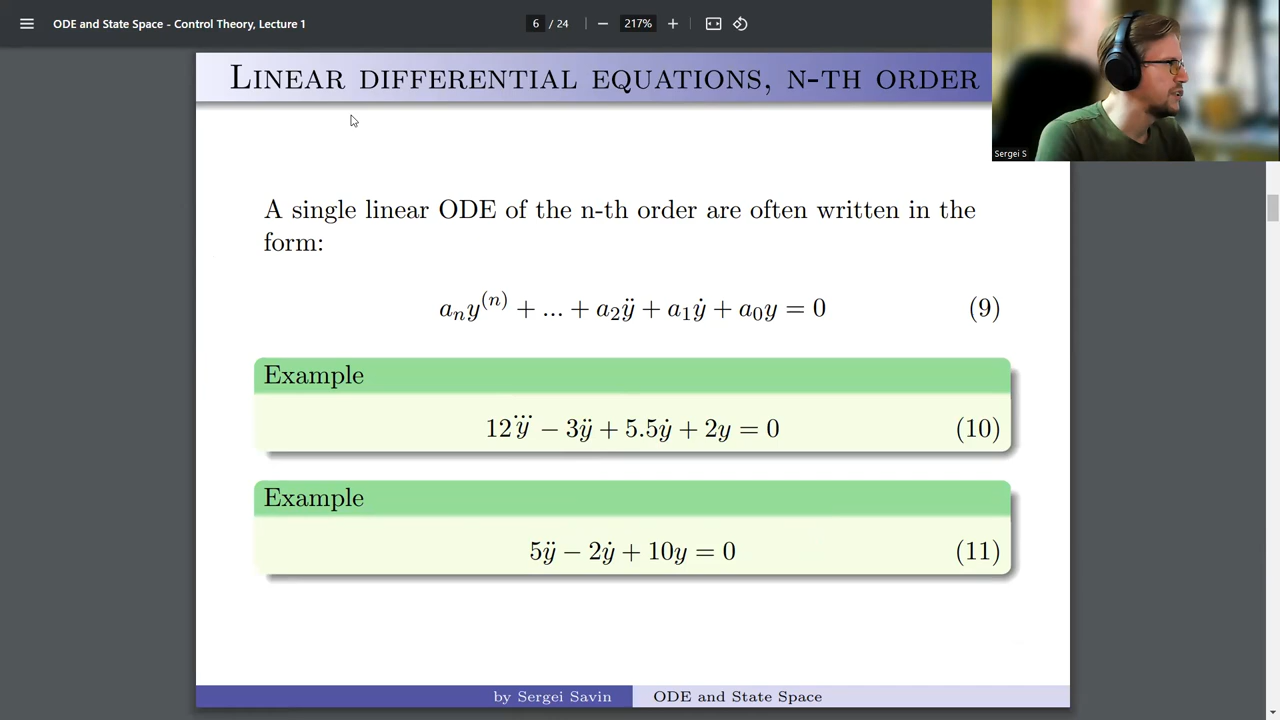 ODE and State Space - Control Theory, Lecture 1
6 / 24
217%
LINEAR DIFFERENTIAL EQUATIONS, N-TH ORDER
Sergei S
A single linear ODE of the n-th order are often written in the
form:
aₙy⁽ⁿ⁾ + ... + a₂ÿ + a₁ẏ + a₀y = 0 (9)
Example
12y⃛ − 3ÿ + 5.5ẏ + 2y = 0 (10)
Example
5ÿ − 2ẏ + 10y = 0 (11)
by Sergei Savin ODE and State Space